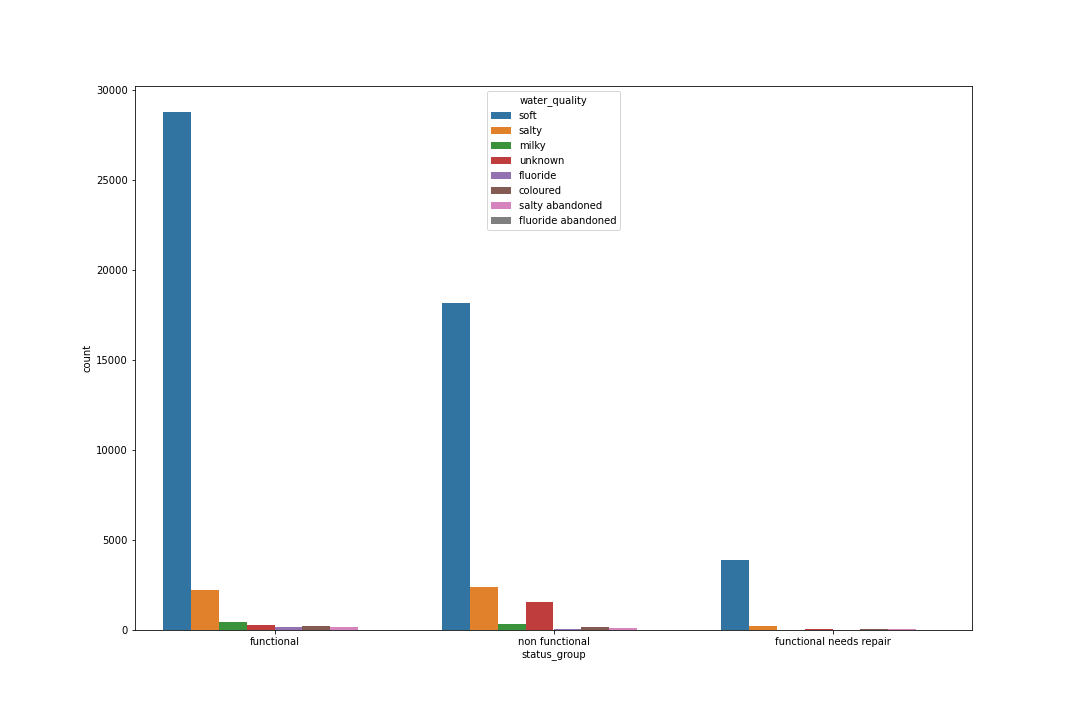 water_quality
soft
salty
milky
unknown
fluoride
coloured
salty abandoned
fluoride abandoned
30000
25000
20000
15000
10000
5000
0
count
functional
non functional
functional needs repair
status_group